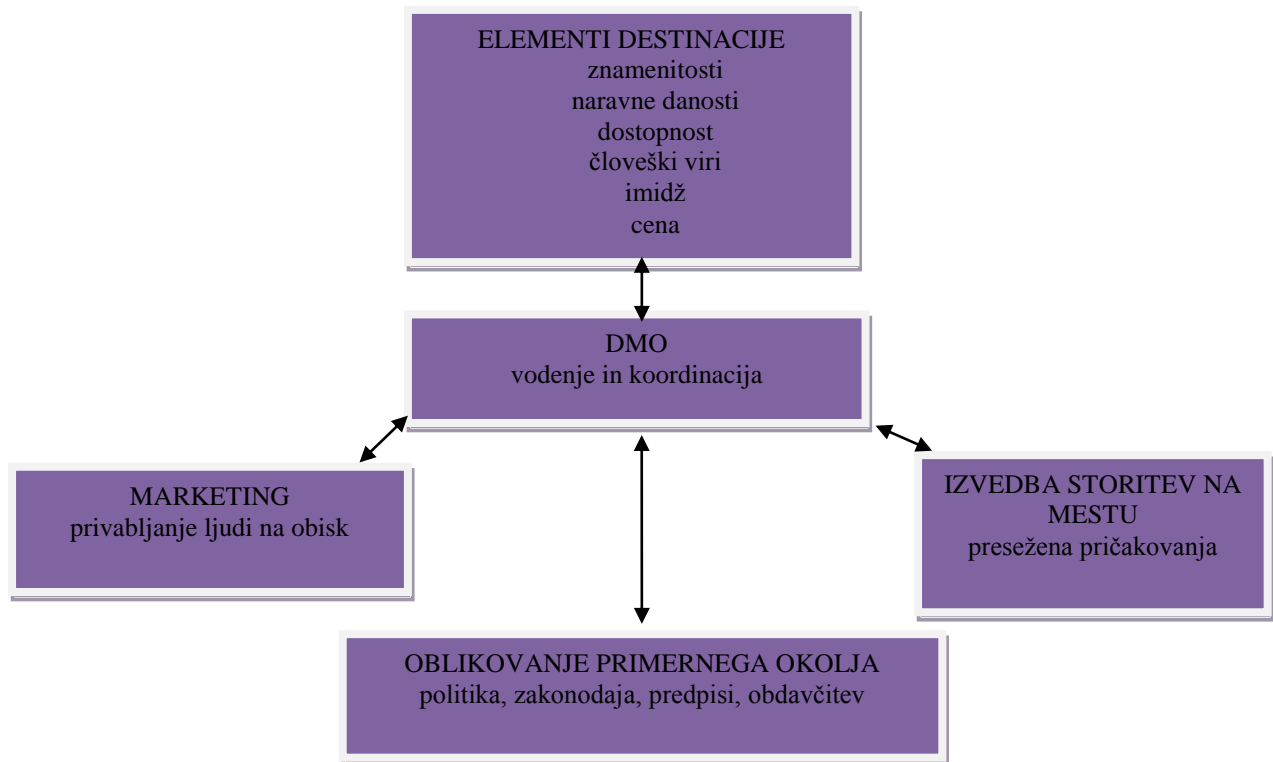 ELEMENTI DESTINACIJE
znamenitosti
naravne danosti
dostopnost
človeški viri
imidž
cena
DMO
vodenje in koordinacija
MARKETING
privabljanje ljudi na obisk
IZVEDBA STORITEV NA
MESTU
presežena pričakovanja
OBLIKOVANJE PRIMERNEGA OKOLJA
politika, zakonodaja, predpisi, obdavčitev